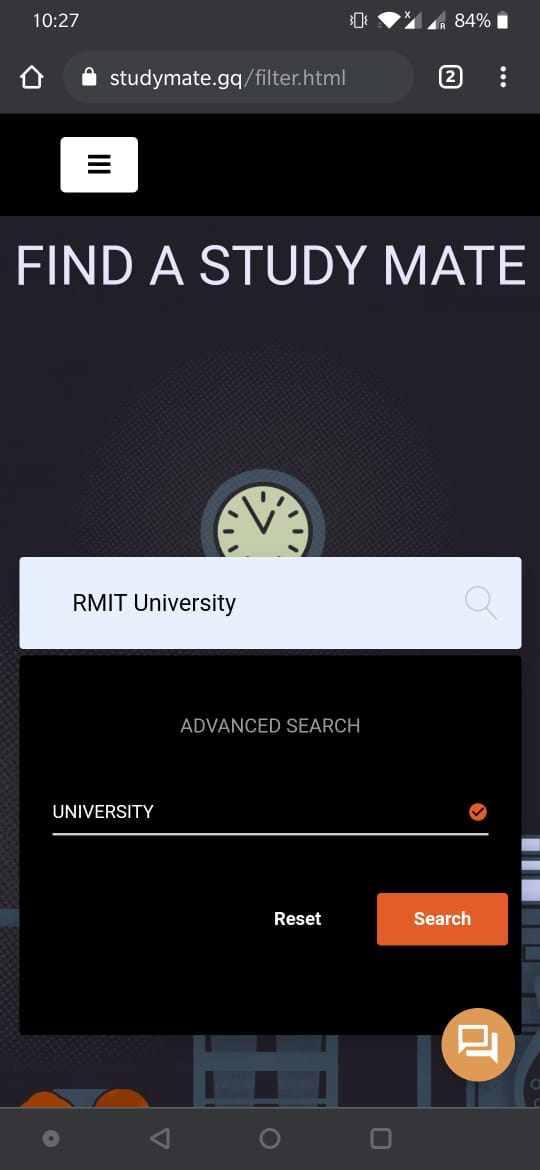 10:27
84%
studymate.gq/filter.html
2
FIND A STUDY MATE
RMIT University
ADVANCED SEARCH
UNIVERSITY
Reset
Search